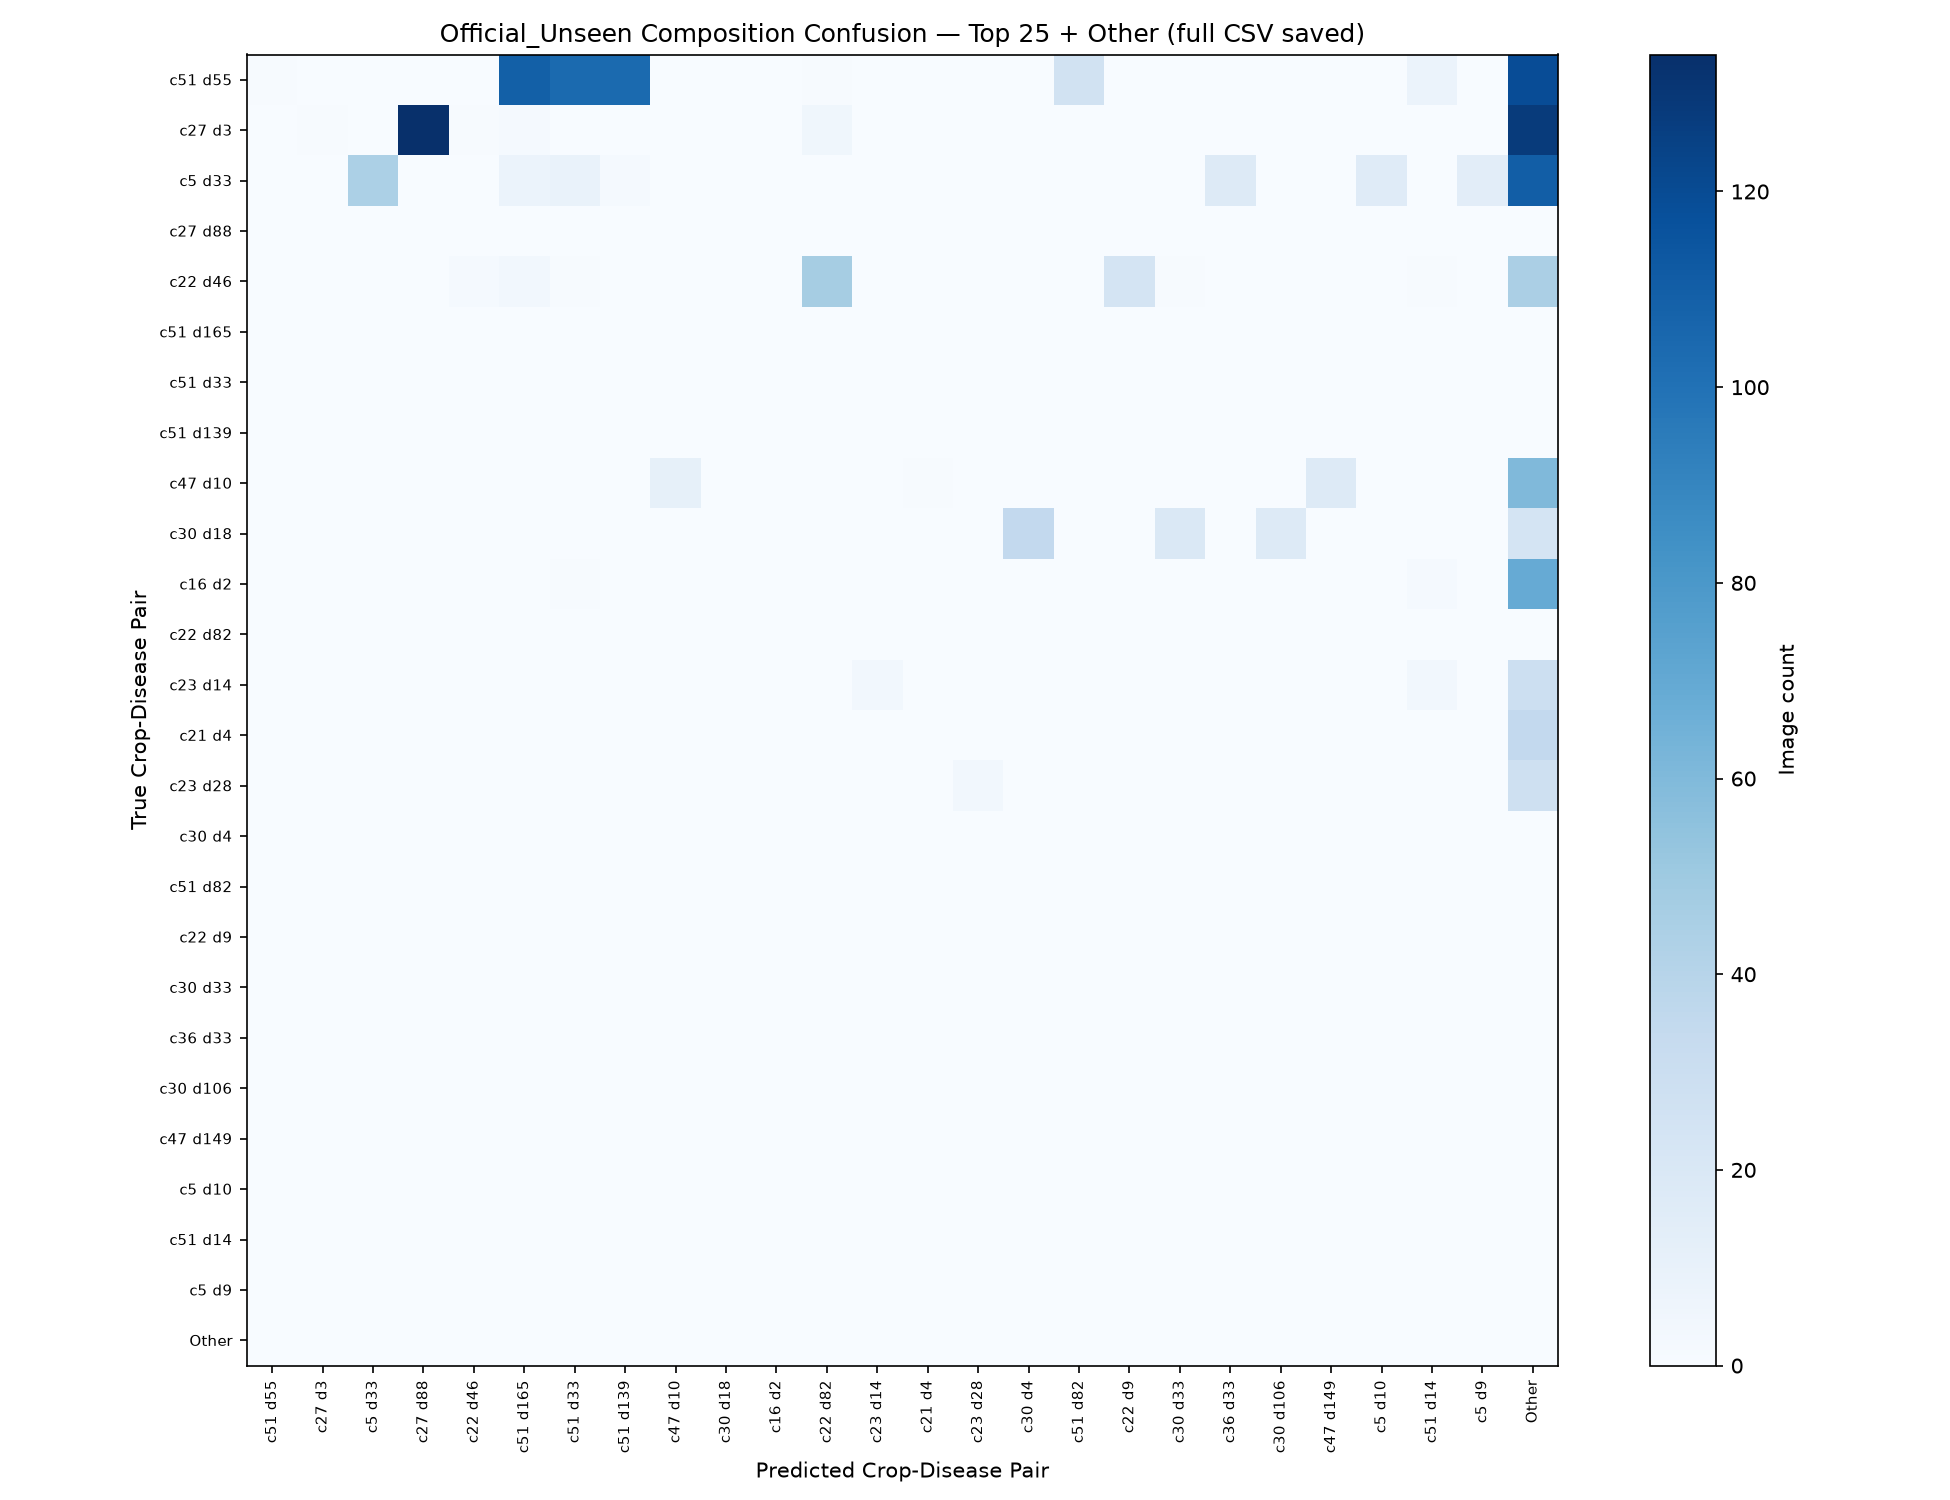 Official_Unseen Composition Confusion — Top 25 + Other (full CSV saved)
True Crop-Disease Pair
c51 d55
c27 d3
c5 d33
c27 d88
c22 d46
c51 d165
c51 d33
c51 d139
c47 d10
c30 d18
c16 d2
c22 d82
c23 d14
c21 d4
c23 d28
c30 d4
c51 d82
c22 d9
c30 d33
c36 d33
c30 d106
c47 d149
c5 d10
c51 d14
c5 d9
Other
c51 d55
c27 d3
c5 d33
c27 d88
c22 d46
c51 d165
c51 d33
c51 d139
c47 d10
c30 d18
c16 d2
c22 d82
c23 d14
c21 d4
c23 d28
c30 d4
c51 d82
c22 d9
c30 d33
c36 d33
c30 d106
c47 d149
c5 d10
c51 d14
c5 d9
Other
Predicted Crop-Disease Pair
120
100
80
60
40
20
0
Image count